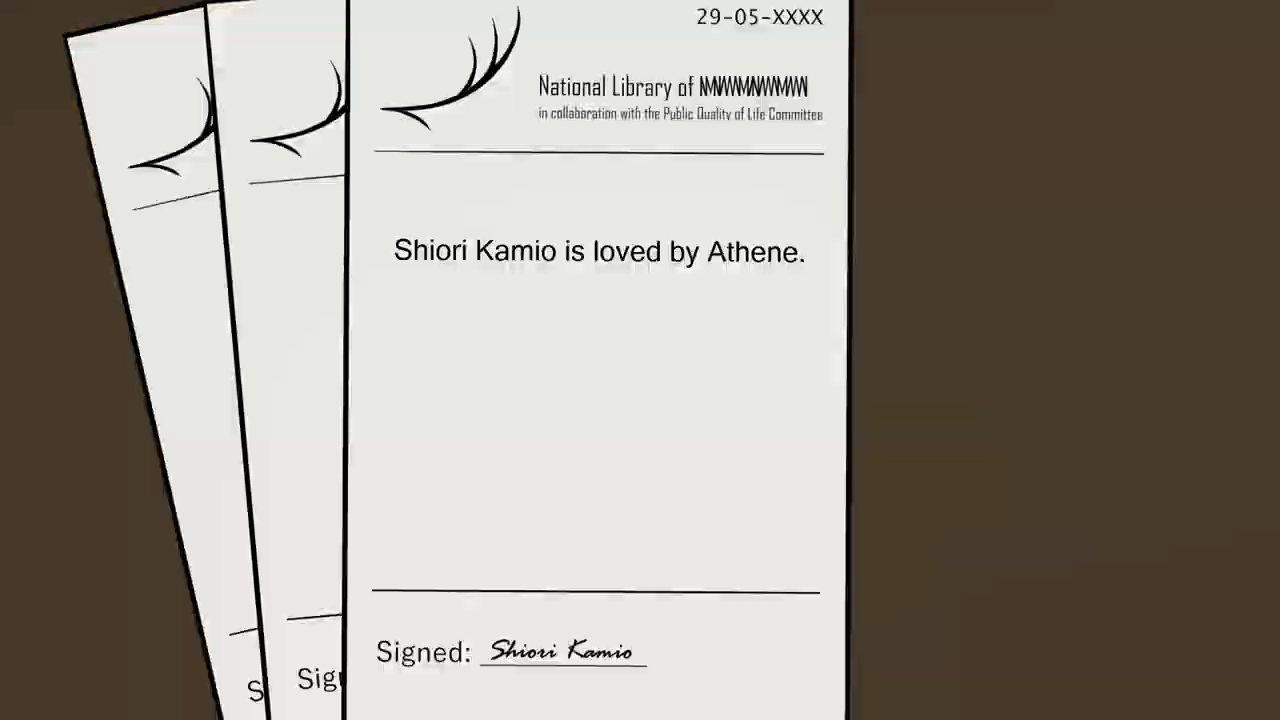 29-05-XXXX
National Library of
in collaboration with the Public Quality of Life Committee
Shiori Kamio is loved by Athene.
Signed: Shiori Kamio
Sig
S